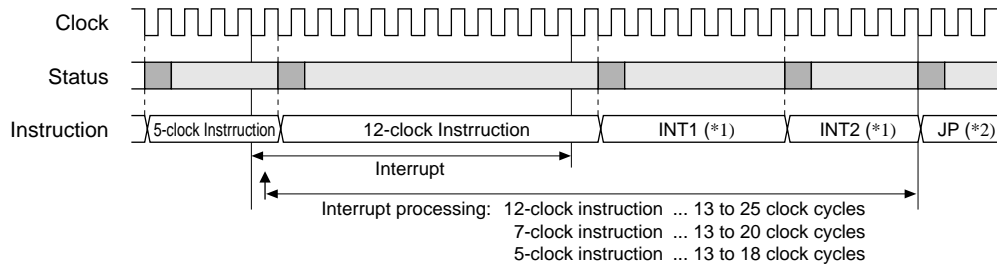 Clock
Status
Instruction
5-clock Instrruction
12-clock Instrruction
INT1 (*1)
INT2 (*1)
JP (*2)
Interrupt
Interrupt processing: 12-clock instruction ... 13 to 25 clock cycles
7-clock instruction ... 13 to 20 clock cycles
5-clock instruction ... 13 to 18 clock cycles